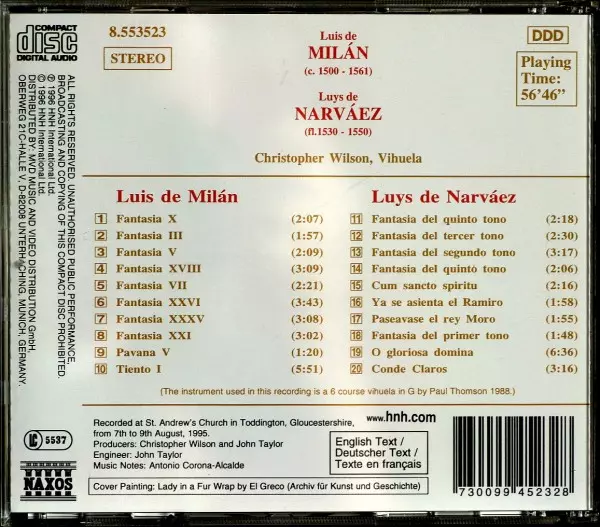 COMPACT
disc
DIGITAL AUDIO
8.553523
STEREO
Luis de
MILÁN
(c. 1500 - 1561)
Luys de
NARVÁEZ
(fl.1530 - 1550)
Christopher Wilson, Vihuela
DDD
Playing
Time:
56'46”
ALL RIGHTS RESERVED. UNAUTHORISED PUBLIC PERFORMANCE,
BROADCASTING AND COPYING OF THIS COMPACT DISC PROHIBITED.
℗ 1996 HNH International Ltd.
© 1996 HNH International Ltd.
DISTRIBUTED BY: MVD MUSIC AND VIDEO DISTRIBUTION GmbH,
OBERWEG 21C-HALLE V, D-82008 UNTERHACHING, MUNICH, GERMANY.
Luis de Milán
1 Fantasia X (2:07)
2 Fantasia III (1:57)
3 Fantasia V (2:09)
4 Fantasia XVIII (3:09)
5 Fantasia VII (2:21)
6 Fantasia XXVI (3:43)
7 Fantasia XXXV (3:08)
8 Fantasia XXI (3:02)
9 Pavana V (1:20)
10 Tiento I (5:51)
Luys de Narváez
11 Fantasia del quinto tono (2:18)
12 Fantasia del tercer tono (2:30)
13 Fantasia del segundo tono (3:17)
14 Fantasia del quinto tono (2:06)
15 Cum sancto spiritu (2:16)
16 Ya se asienta el Ramiro (1:58)
17 Paseavase el rey Moro (1:55)
18 Fantasia del primer tono (1:48)
19 O gloriosa domina (6:36)
20 Conde Claros (3:16)
(The instrument used in this recording is a 6 course vihuela in G by Paul Thomson 1988.)
LC 5537
NAXOS
Recorded at St. Andrew's Church in Toddington, Gloucestershire,
from 7th to 9th August, 1995.
Producers: Christopher Wilson and John Taylor
Engineer: John Taylor
Music Notes: Antonio Corona-Alcalde
Cover Painting: Lady in a Fur Wrap by El Greco (Archiv für Kunst und Geschichte)
www.hnh.com
English Text /
Deutscher Text /
Texte en français
7 30099 45232 8